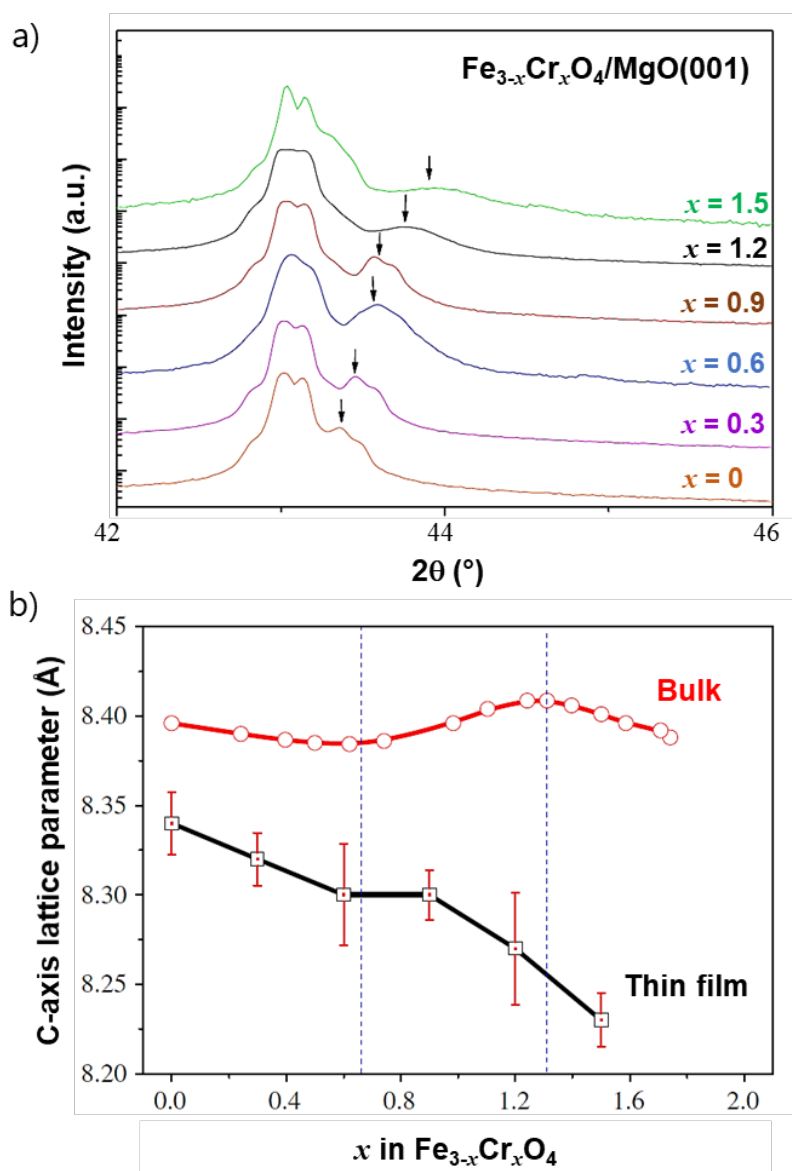 a)
Fe3-xCrxO4/MgO(001)
Intensity (a.u.)
x = 1.5
x = 1.2
x = 0.9
x = 0.6
x = 0.3
x = 0
42
44
46
2θ (°)
b)
C-axis lattice parameter (Å)
8.45
8.40
8.35
8.30
8.25
8.20
Bulk
Thin film
0.0
0.4
0.8
1.2
1.6
2.0
x in Fe3-xCrxO4